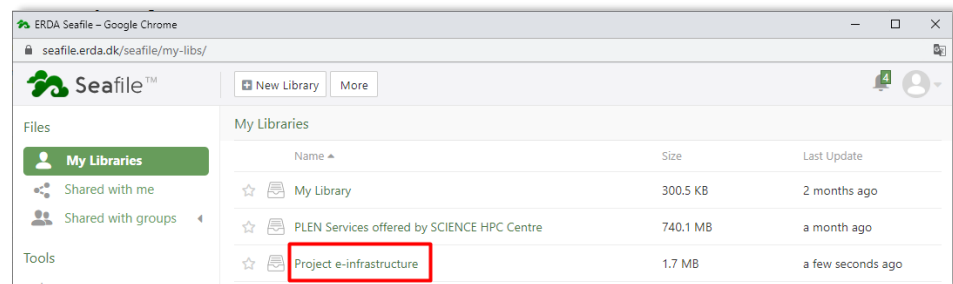 ERDA Seafile – Google Chrome
seafile.erda.dk/seafile/my-libs/
Seafile™
New Library More
4
Files
My Libraries
Name Size Last Update
My Libraries
Shared with me
Shared with groups
My Library 300.5 KB 2 months ago
PLEN Services offered by SCIENCE HPC Centre 740.1 MB a month ago
Tools
Project e-infrastructure 1.7 MB a few seconds ago